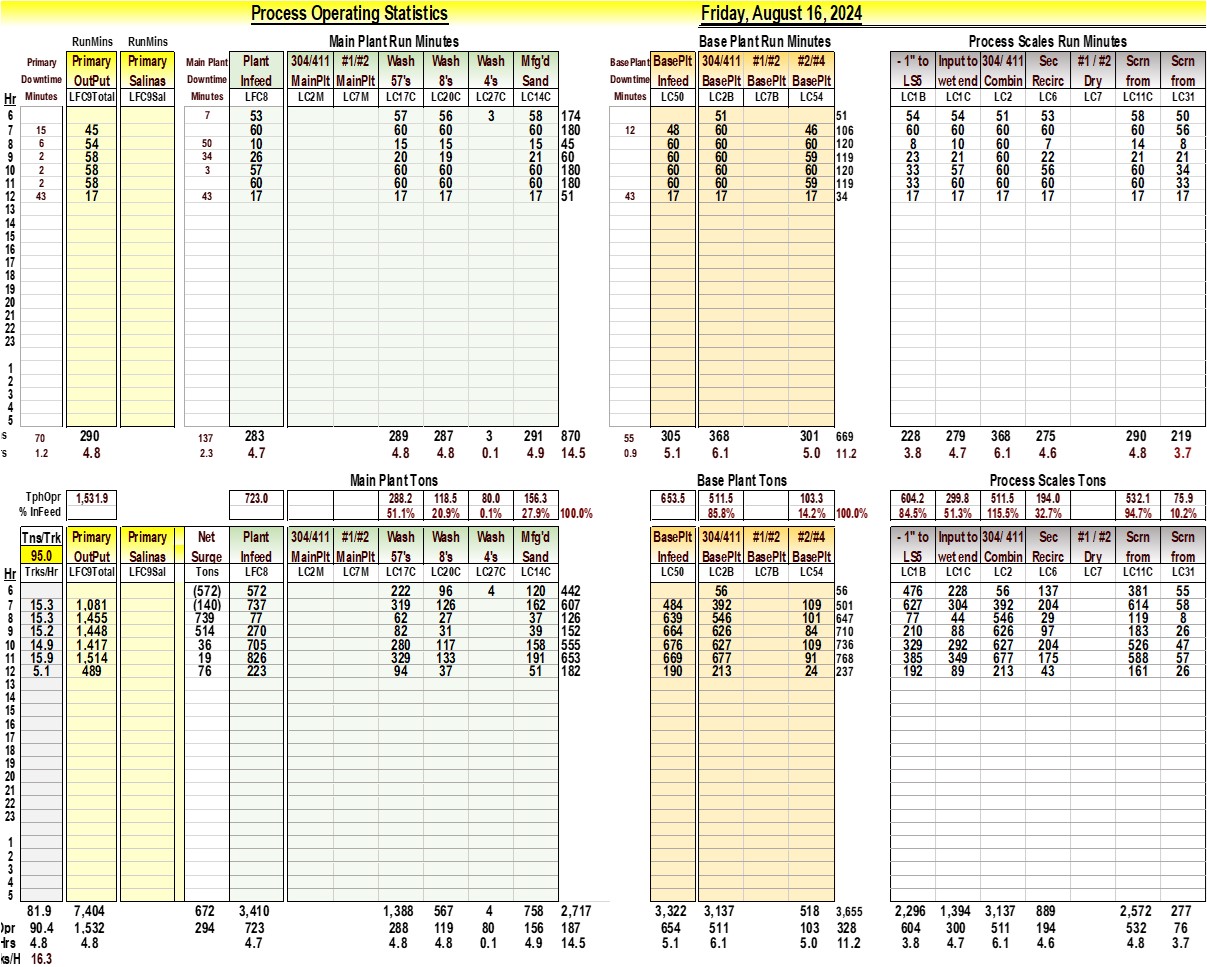 Process Operating Statistics Friday, August 16, 2024
RunMins RunMins Main Plant Run Minutes Base Plant Run Minutes Process Scales Run Minutes
Primary Primary Primary Main Plant Plant 304/411 #1/#2 Wash Wash Wash Mfg'd Base Plant BasePlt 304/411 #1/#2 #2/#4 - 1" to Input to 304/ 411 Sec #1 / #2 Scrn Scrn
Downtime OutPut Salinas Downtime Infeed MainPlt MainPlt 57's 8's 4's Sand Downtime Infeed BasePlt BasePlt BasePlt LS5 wet end Combin Recirc Dry from from
Hr Minutes LFC9Total LFC9Sal Minutes LFC8 LC2M LC7M LC17C LC20C LC27C LC14C Minutes LC50 LC2B LC7B LC54 LC1B LC1C LC2 LC6 LC7 LC11C LC31
6 7 53 57 56 3 58 174 51 51 54 54 51 53 58 50
7 15 45 60 60 60 60 180 12 48 60 46 106 60 60 60 60 60 56
8 6 54 50 10 15 15 15 45 60 60 60 120 8 10 60 7 14 8
9 2 58 34 26 20 19 21 60 60 60 59 119 23 21 60 22 21 21
10 2 58 3 57 60 60 60 180 60 60 60 120 33 57 60 56 60 34
11 2 58 60 60 60 60 180 60 60 59 119 33 60 60 60 60 33
12 43 17 43 17 17 17 17 51 43 17 17 17 34 17 17 17 17 17 17
13
14
15
16
17
18
19
20
21
22
23
1
2
3
4
5
s 70 290 137 283 289 287 3 291 870 55 305 368 301 669 228 279 368 275 290 219
s 1.2 4.8 2.3 4.7 4.8 4.8 0.1 4.9 14.5 0.9 5.1 6.1 5.0 11.2 3.8 4.7 6.1 4.6 4.8 3.7
Main Plant Tons Base Plant Tons Process Scales Tons
TphOpr 1,531.9 723.0 288.2 118.5 80.0 156.3 653.5 511.5 103.3 604.2 299.8 511.5 194.0 532.1 75.9
% InFeed 51.1% 20.9% 0.1% 27.9% 100.0% 85.8% 14.2% 100.0% 84.5% 51.3% 115.5% 32.7% 94.7% 10.2%
Tns/Trk Primary Primary Net Plant 304/411 #1/#2 Wash Wash Wash Mfg'd BasePlt 304/411 #1/#2 #2/#4 - 1" to Input to 304/ 411 Sec #1 / #2 Scrn Scrn
95.0 OutPut Salinas Surge Infeed MainPlt MainPlt 57's 8's 4's Sand Infeed BasePlt BasePlt BasePlt LS5 wet end Combin Recirc Dry from from
Hr Trks/Hr LFC9Total LFC9Sal Tons LFC8 LC2M LC7M LC17C LC20C LC27C LC14C LC50 LC2B LC7B LC54 LC1B LC1C LC2 LC6 LC7 LC11C LC31
6 (572) 572 222 96 4 120 442 56 56 476 228 56 137 381 55
7 15.3 1,081 (140) 737 319 126 162 607 484 392 109 501 627 304 392 204 614 58
8 15.3 1,455 739 77 62 27 37 126 639 546 101 647 77 44 546 29 119 8
9 15.2 1,448 514 270 82 31 39 152 664 626 84 710 210 88 626 97 183 26
10 14.9 1,417 36 705 280 117 158 555 676 627 109 736 329 292 627 204 526 47
11 15.9 1,514 19 826 329 133 191 653 669 677 91 768 385 349 677 175 588 57
12 5.1 489 76 223 94 37 51 182 190 213 24 237 192 89 213 43 161 26
13
14
15
16
17
18
19
20
21
22
23
1
2
3
4
5
81.9 7,404 672 3,410 1,388 567 4 758 2,717 3,322 3,137 518 3,655 2,296 1,394 3,137 889 2,572 277
Opr 90.4 1,532 294 723 288 119 80 156 187 654 511 103 328 604 300 511 194 532 76
Hrs 4.8 4.8 4.7 4.8 4.8 0.1 4.9 14.5 5.1 6.1 5.0 11.2 3.8 4.7 6.1 4.6 4.8 3.7
ks/H 16.3